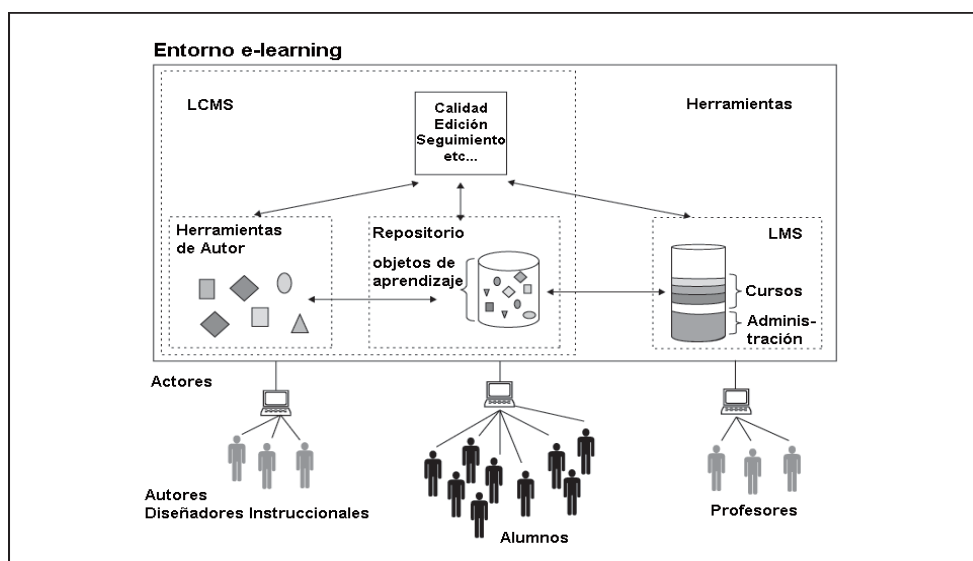 Entorno e-learning
LCMS
Herramientas
Calidad
Edición
Seguimiento
etc...
Herramientas
de Autor
Repositorio
objetos de
aprendizaje
LMS
Cursos
Adminis-
tración
Actores
Autores
Diseñadores Instruccionales
Alumnos
Profesores